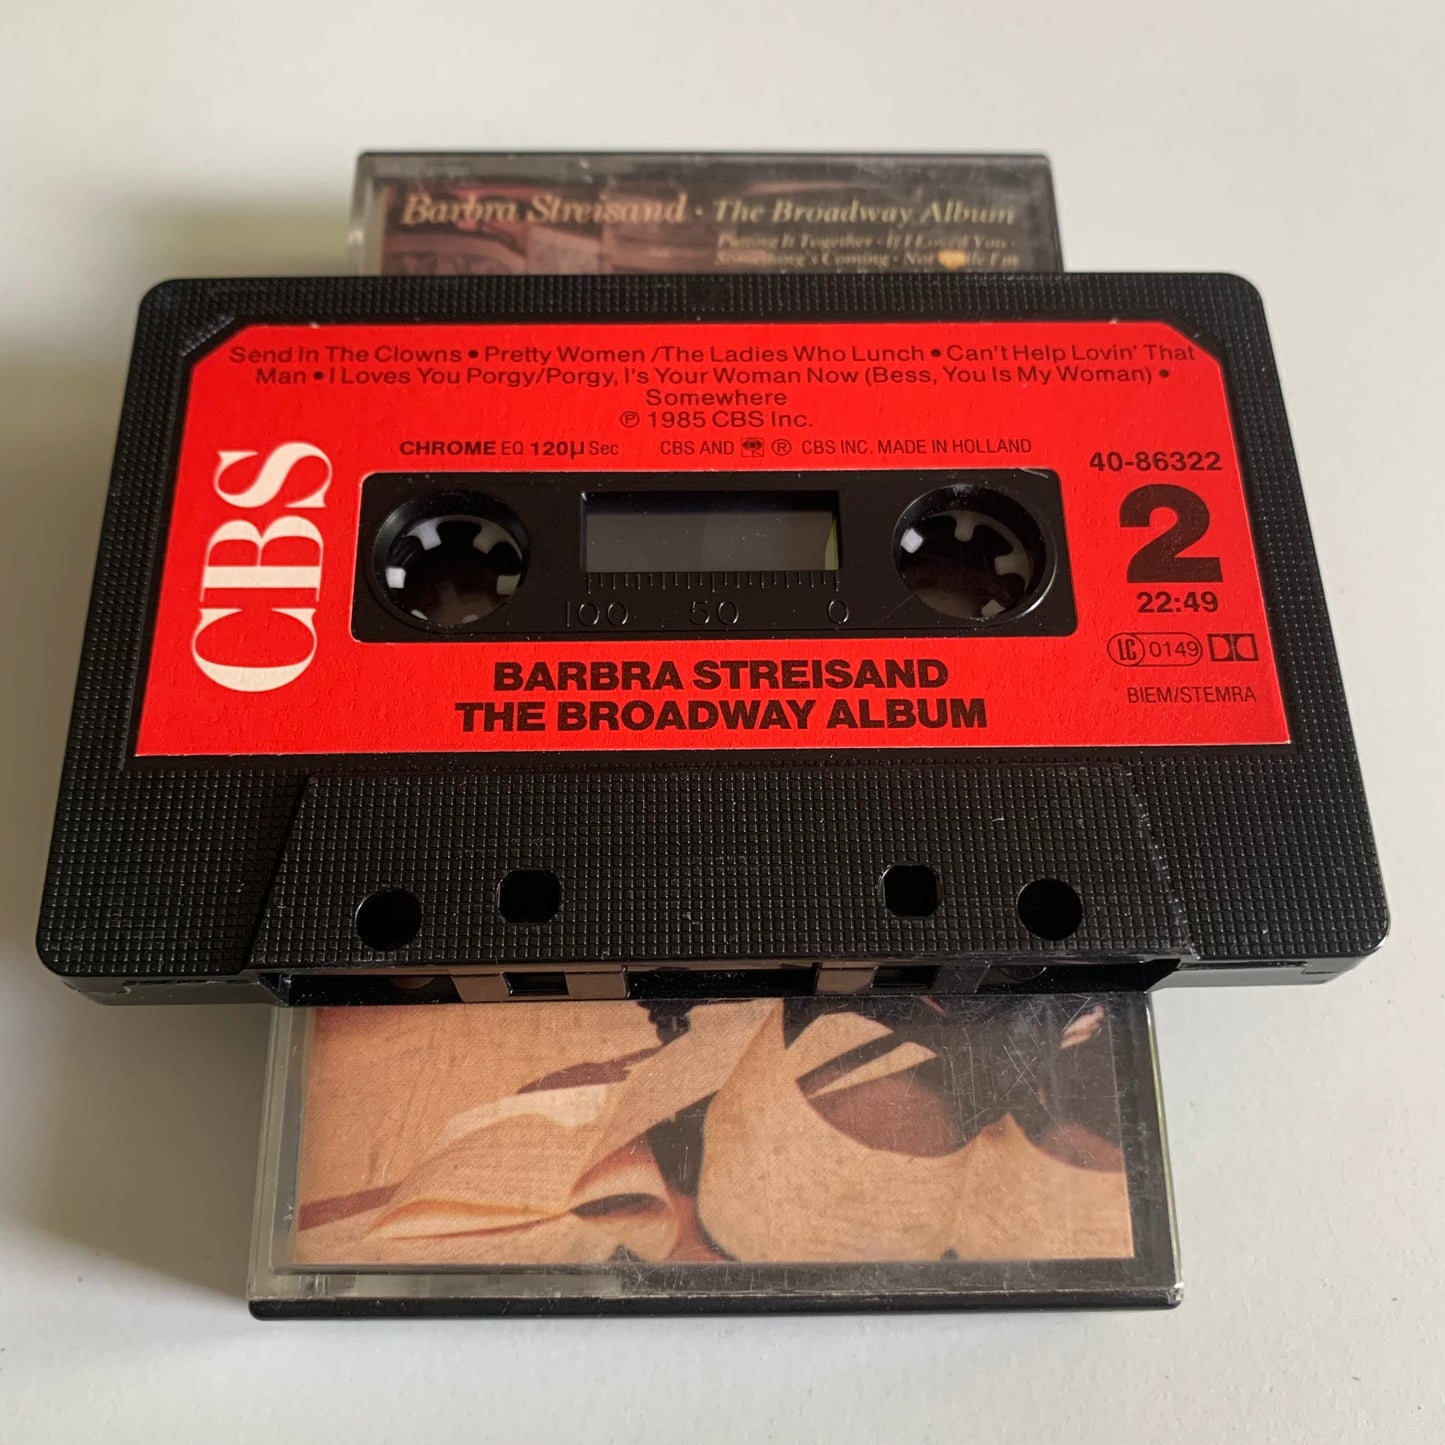 Barbra Streisand · The Broadway Album
Putting It Together · If I Loved You ·
Something's Coming · Not While I'm
Send In The Clowns • Pretty Women /The Ladies Who Lunch • Can't Help Lovin' That
Man • I Loves You Porgy/Porgy, I's Your Woman Now (Bess, You Is My Woman) •
Somewhere
℗ 1985 CBS Inc.
CHROME EQ 120µ Sec CBS AND ® CBS INC. MADE IN HOLLAND
40-86322
CBS
2
22:49
100 50 0
LC 0149
BIEM/STEMRA
BARBRA STREISAND
THE BROADWAY ALBUM